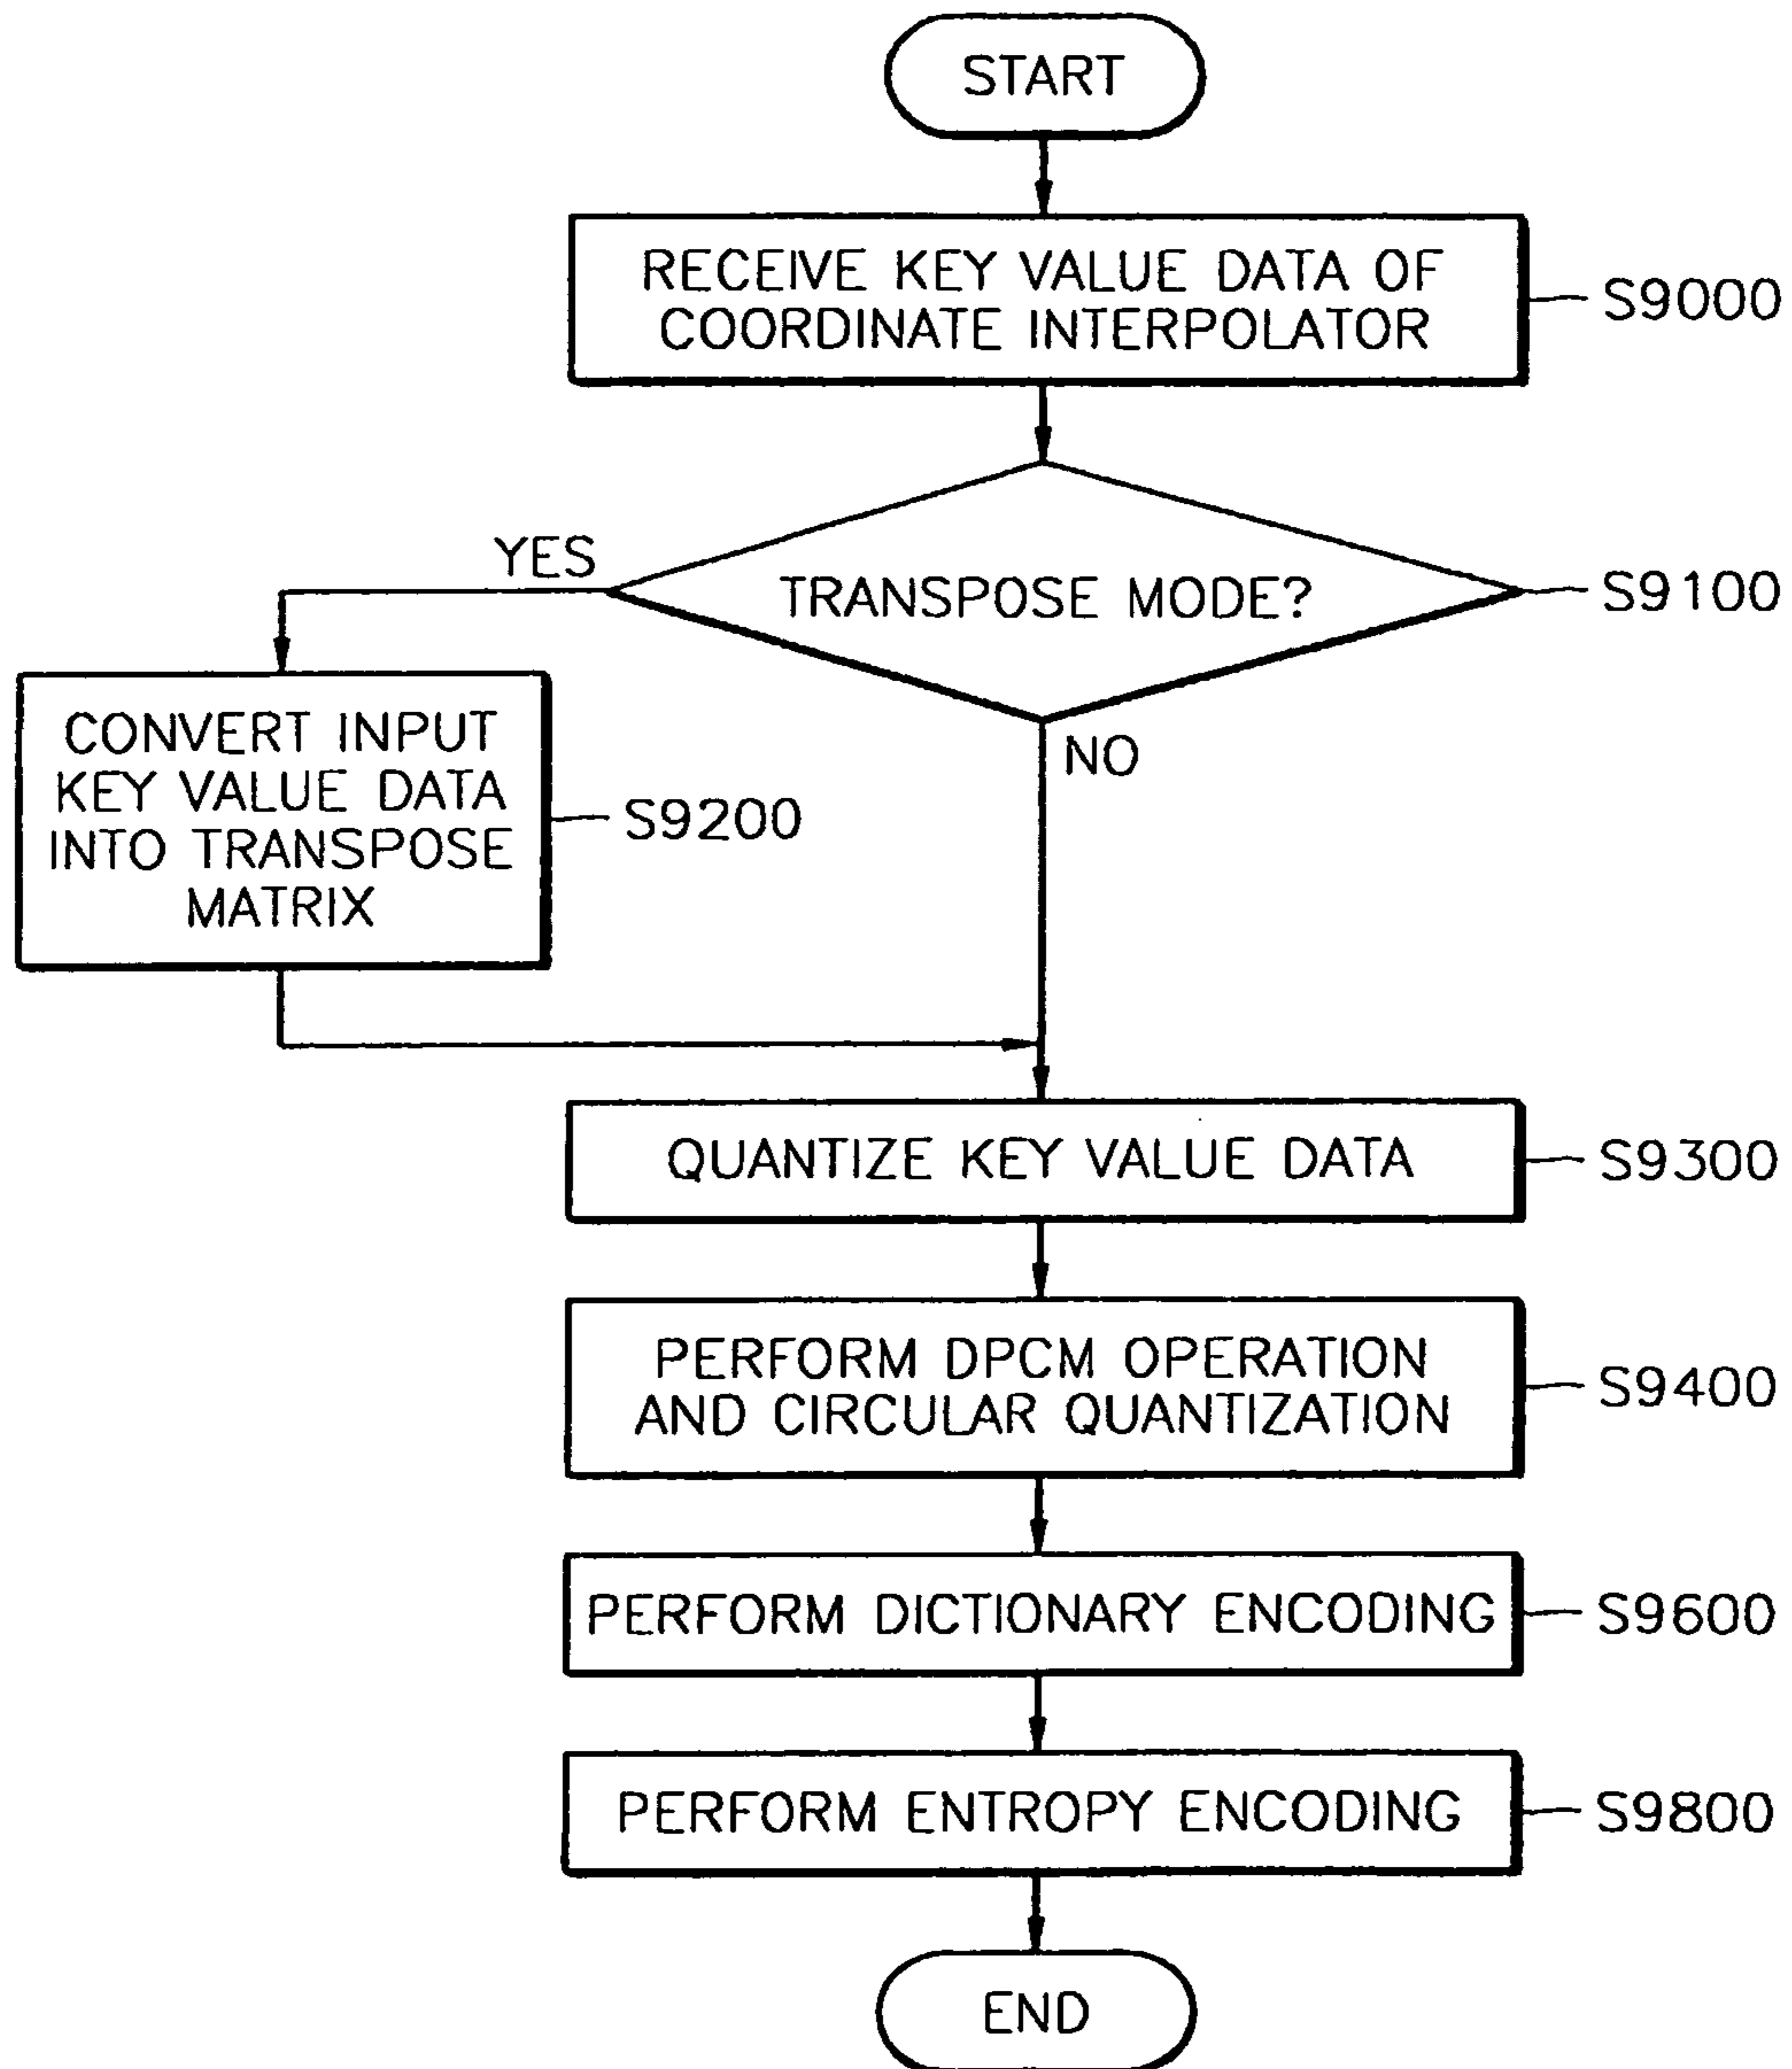 START
RECEIVE KEY VALUE DATA OF
COORDINATE INTERPOLATOR
S9000
YES
TRANSPOSE MODE?
S9100
CONVERT INPUT
KEY VALUE DATA
INTO TRANSPOSE
MATRIX
S9200
NO
QUANTIZE KEY VALUE DATA
S9300
PERFORM DPCM OPERATION
AND CIRCULAR QUANTIZATION
S9400
PERFORM DICTIONARY ENCODING
S9600
PERFORM ENTROPY ENCODING
S9800
END